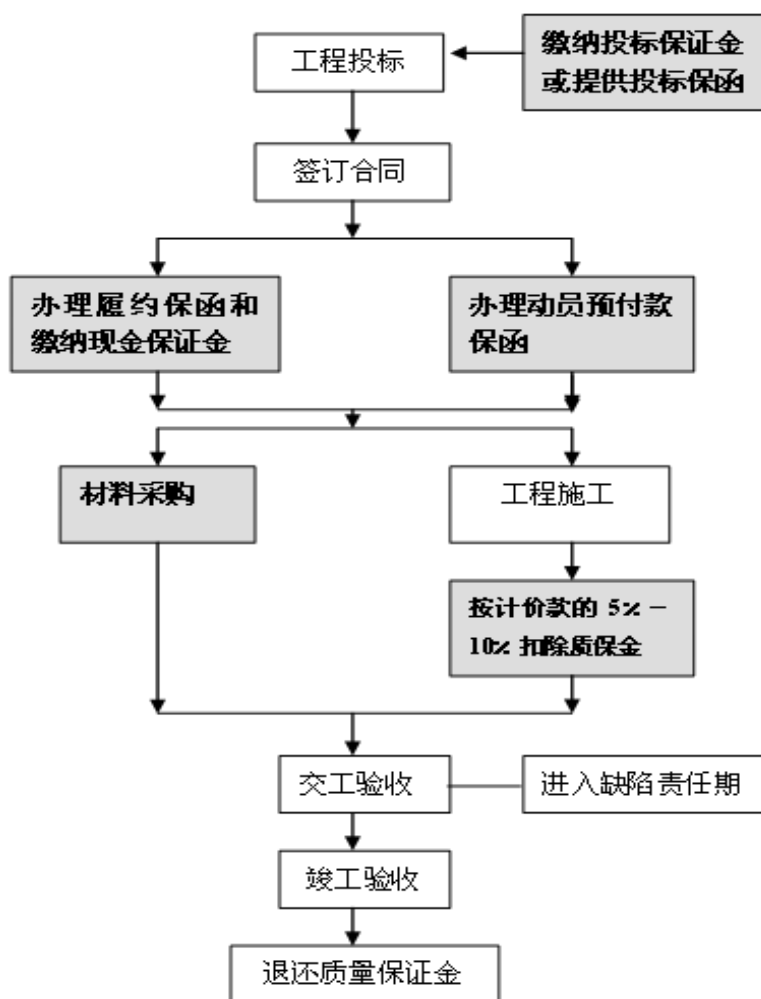 工程投标
缴纳投标保证金
或提供投标保函
签订合同
办理履约保函和
缴纳现金保证金
办理动员预付款
保函
材料采购
工程施工
按计价款的 5% –
10% 扣除质保金
交工验收
进入缺陷责任期
竣工验收
退还质量保证金